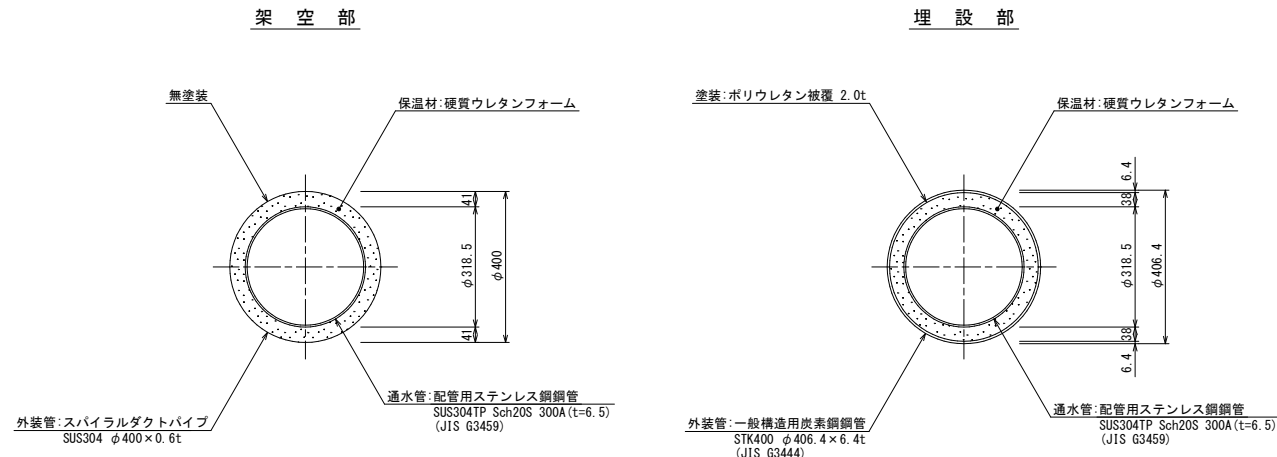 架 空 部
無塗装
保温材:硬質ウレタンフォーム
41
φ318.5
φ400
41
通水管:配管用ステンレス鋼鋼管
SUS304TP Sch20S 300A(t=6.5)
(JIS G3459)
外装管:スパイラルダクトパイプ
SUS304 φ400×0.6t
埋 設 部
塗装:ポリウレタン被覆 2.0t
保温材:硬質ウレタンフォーム
6.4
38
φ318.5
φ406.4
38
6.4
通水管:配管用ステンレス鋼鋼管
SUS304TP Sch20S 300A(t=6.5)
(JIS G3459)
外装管:一般構造用炭素鋼鋼管
STK400 φ406.4×6.4t
(JIS G3444)